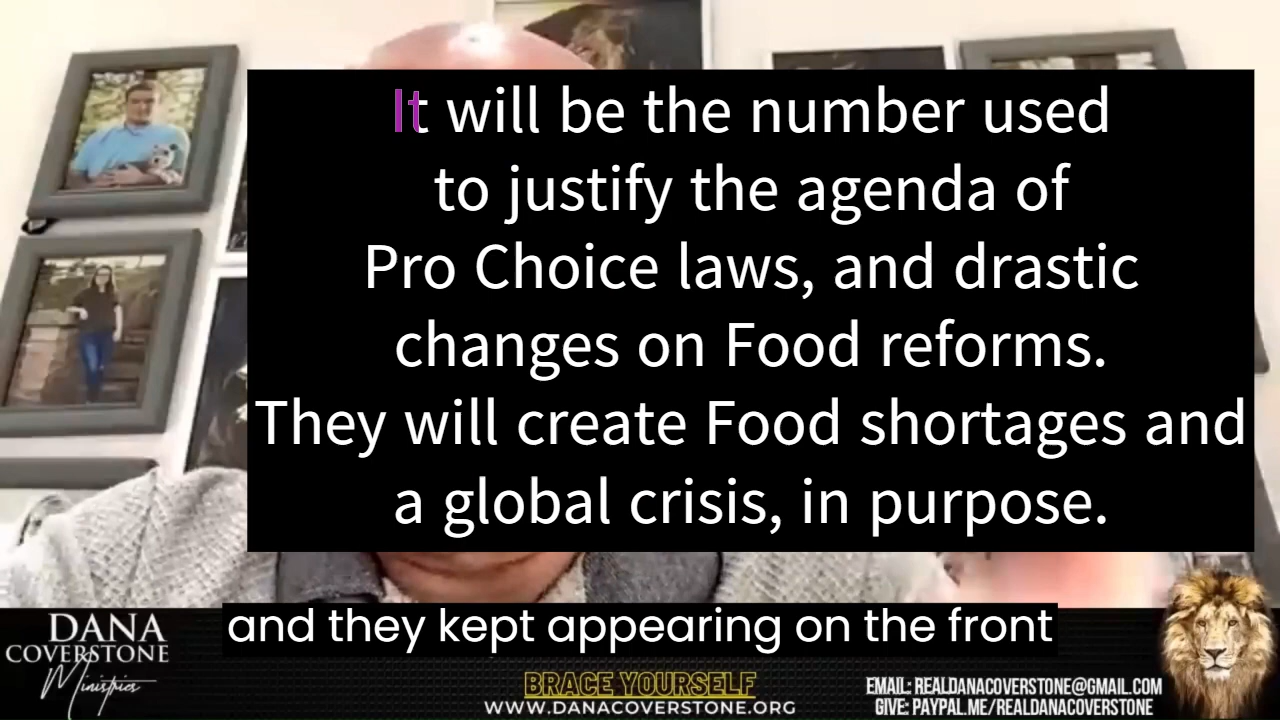 It will be the number used
to justify the agenda of
Pro Choice laws, and drastic
changes on Food reforms.
They will create Food shortages and
a global crisis, in purpose.
and they kept appearing on the front
DANA
COVERSTONE
Ministries
BRACE YOURSELF
WWW.DANACOVERSTONE.ORG
EMAIL: REALDANACOVERSTONE@GMAIL.COM
GIVE: PAYPAL.ME/REALDANACOVERSTONE